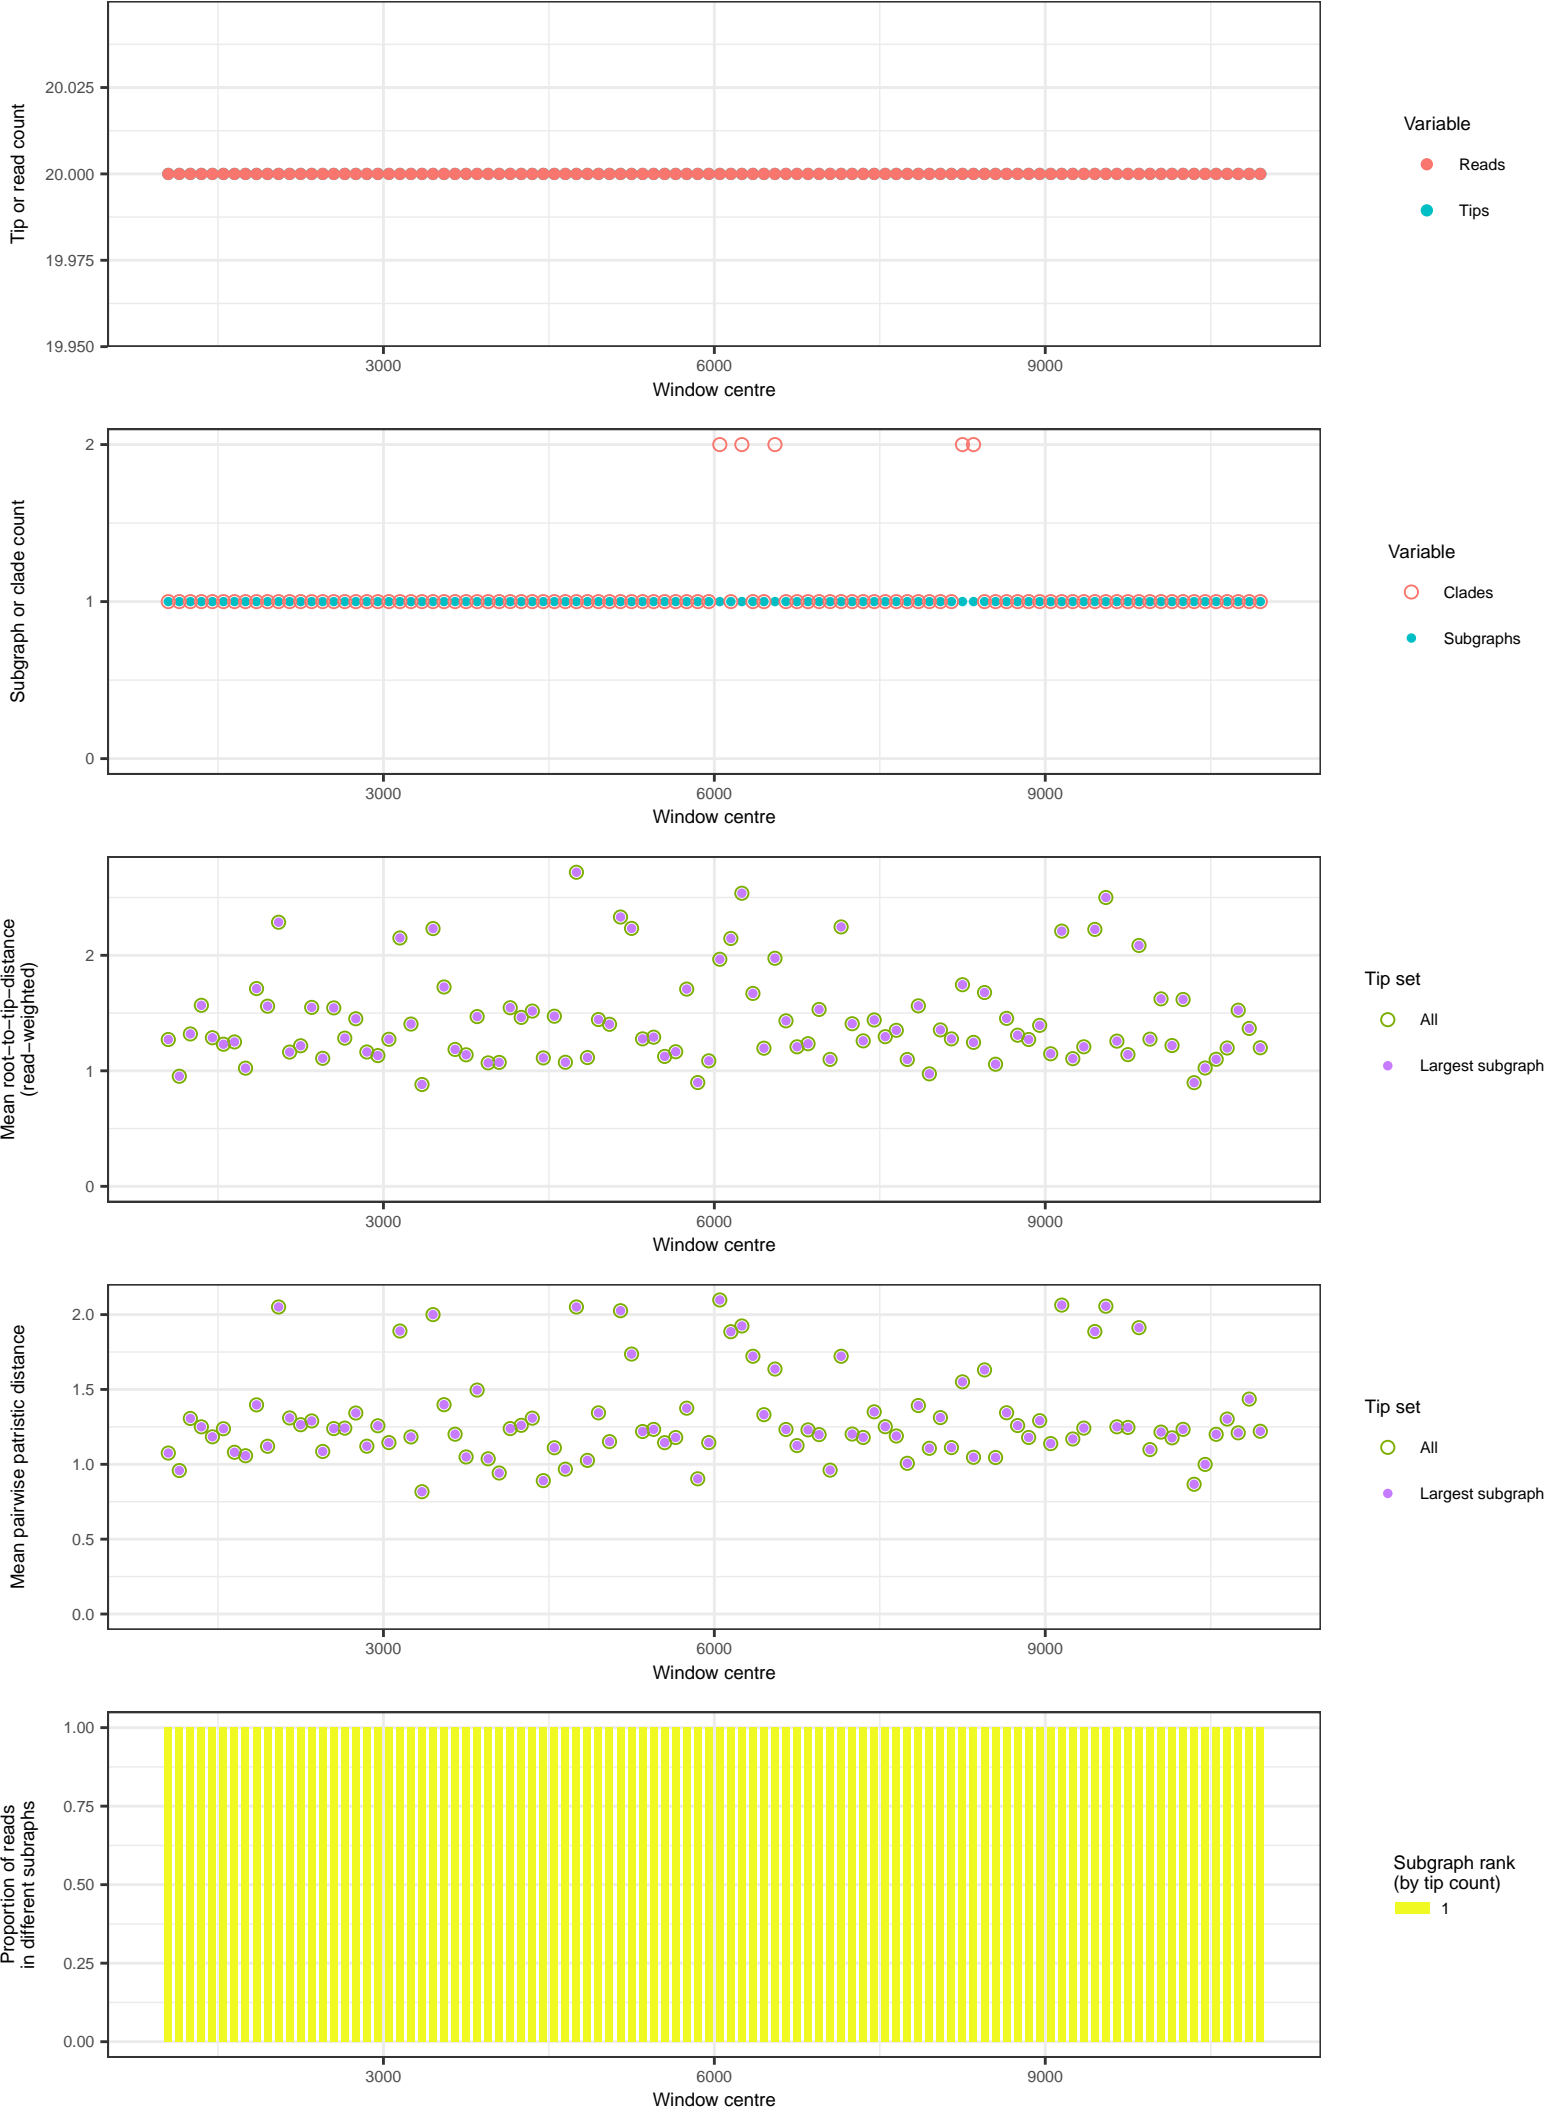 Tip or read count
20.025
20.000
19.975
19.950
3000
6000
9000
Window centre
Variable
Reads
Tips
Subgraph or clade count
2
1
0
3000
6000
9000
Window centre
Variable
Clades
Subgraphs
Mean root−to−tip−distance
(read−weighted)
2
1
0
3000
6000
9000
Window centre
Tip set
All
Largest subgraph
Mean pairwise patristic distance
2.0
1.5
1.0
0.5
0.0
3000
6000
9000
Window centre
Tip set
All
Largest subgraph
Proportion of reads
in different subraphs
1.00
0.75
0.50
0.25
0.00
3000
6000
9000
Window centre
Subgraph rank
(by tip count)
1